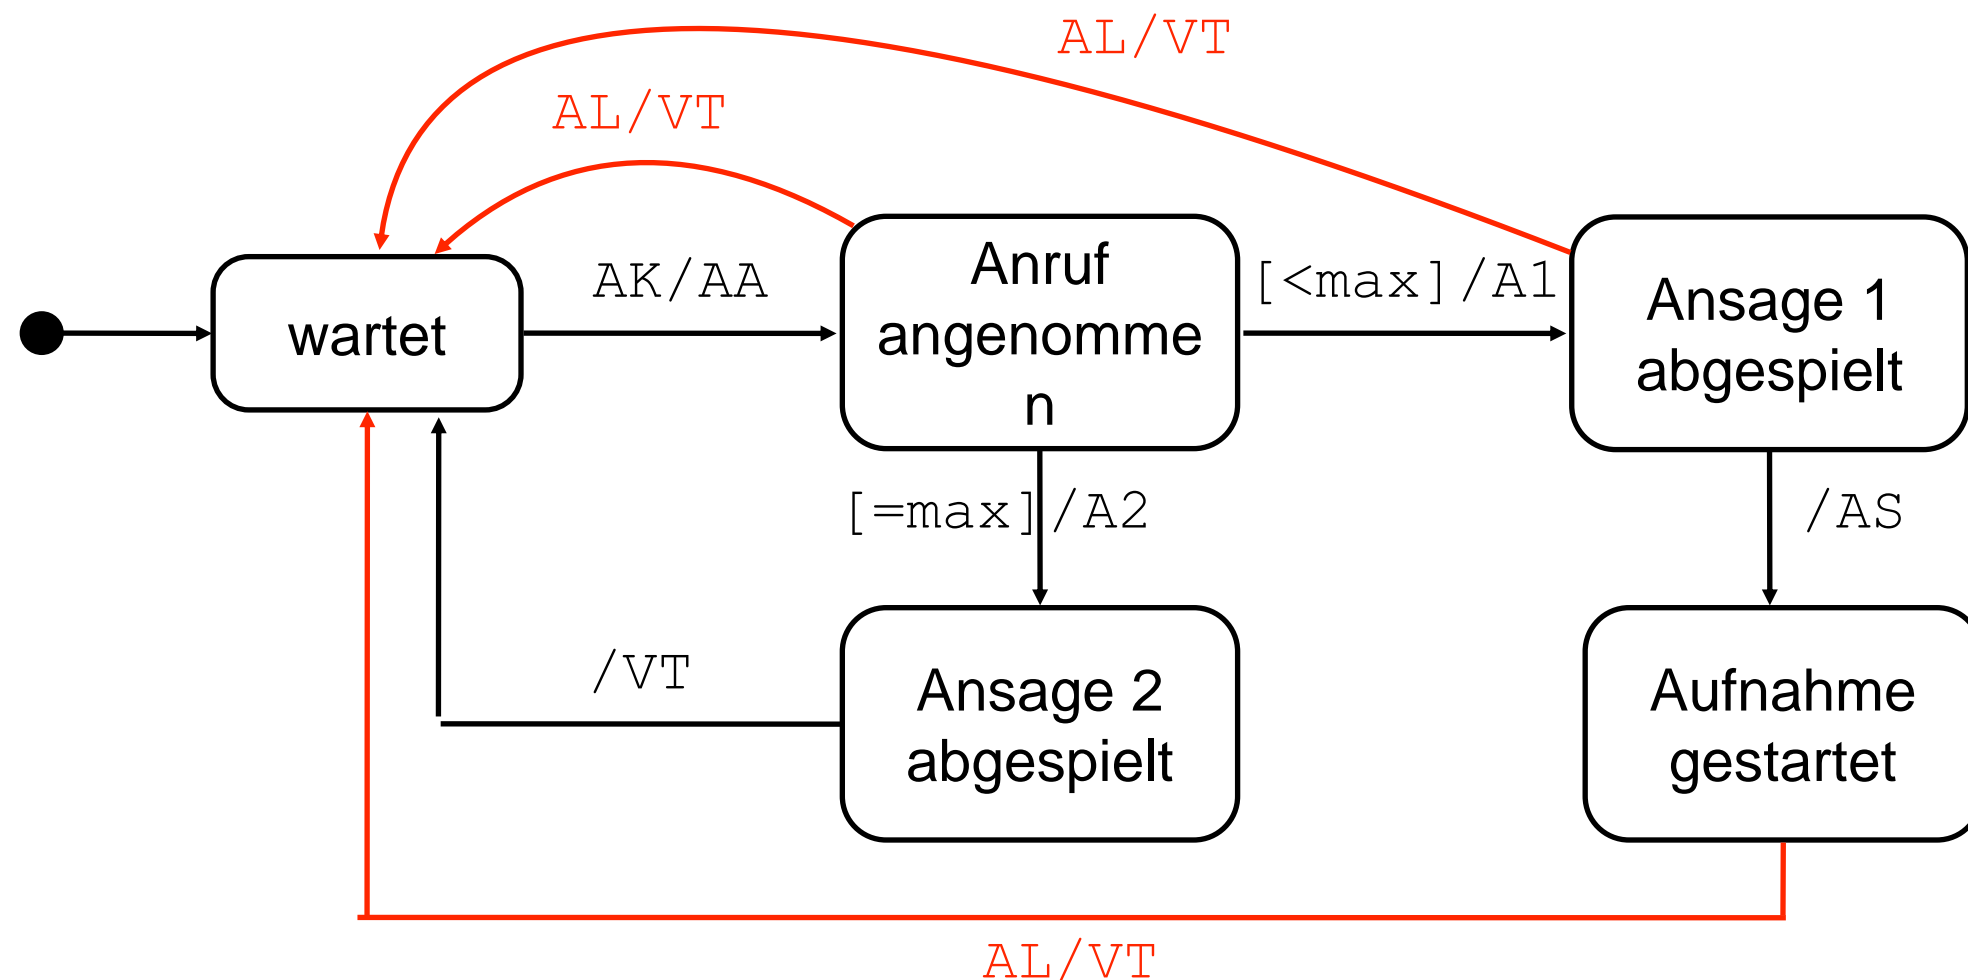 AL/VT
AL/VT
wartet
AK/AA
Anruf
angenomme
n
[<max]/A1
Ansage 1
abgespielt
[=max]/A2
/AS
/VT
Ansage 2
abgespielt
Aufnahme
gestartet
AL/VT